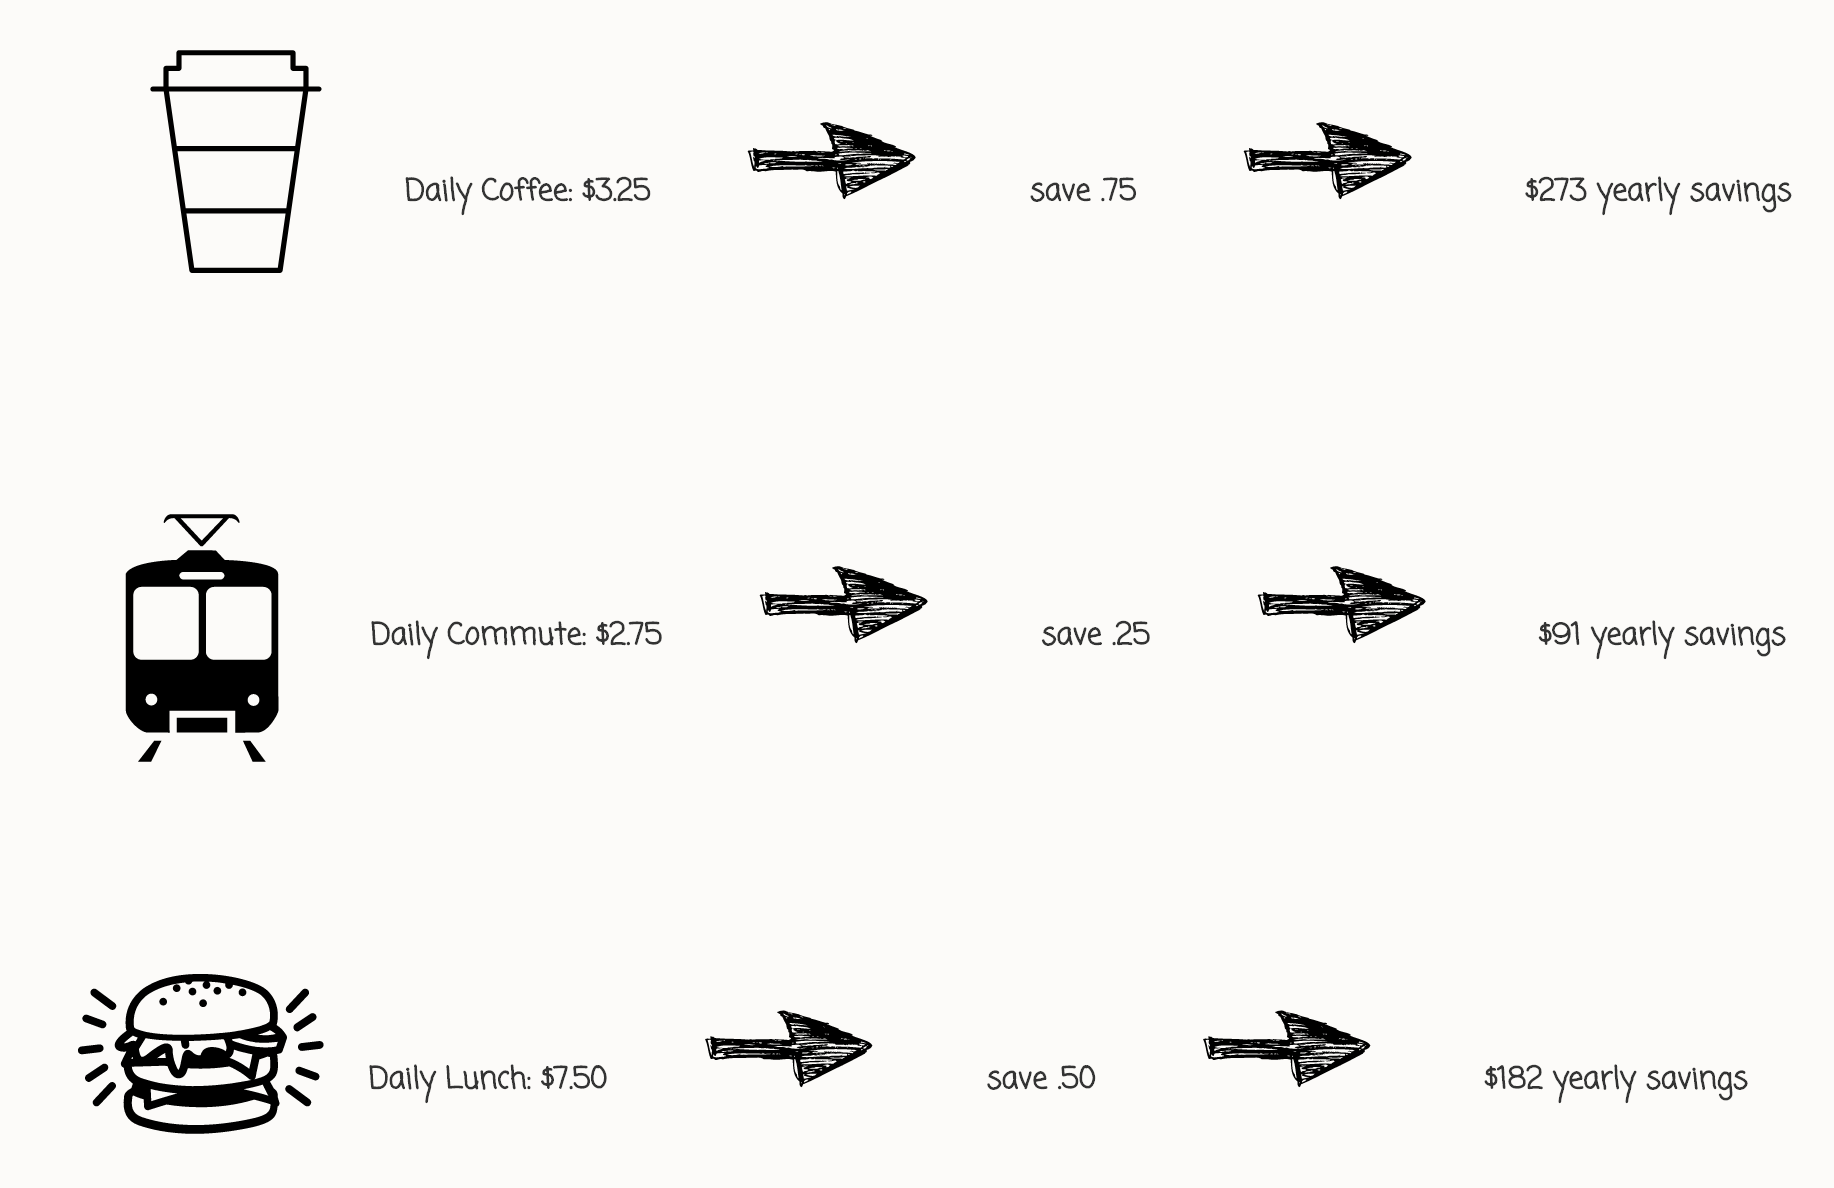 Daily Coffee: $3.25 save .75 $273 yearly savings
Daily Commute: $2.75 save .25 $91 yearly savings
Daily Lunch: $7.50 save .50 $182 yearly savings